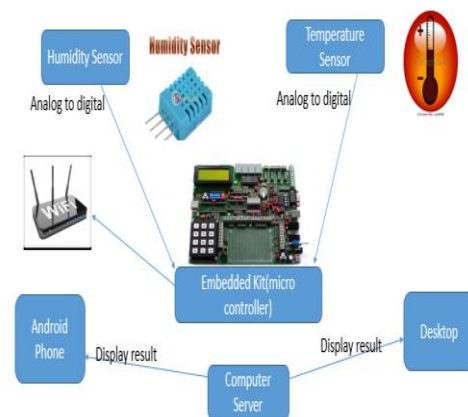 Humidity Sensor
Humidity Sensor
Temperature
Sensor
Analog to digital
Analog to digital
WiFi
Embedded Kit(micro
controller)
Android
Phone
Display result
Display result
Desktop
Computer
Server